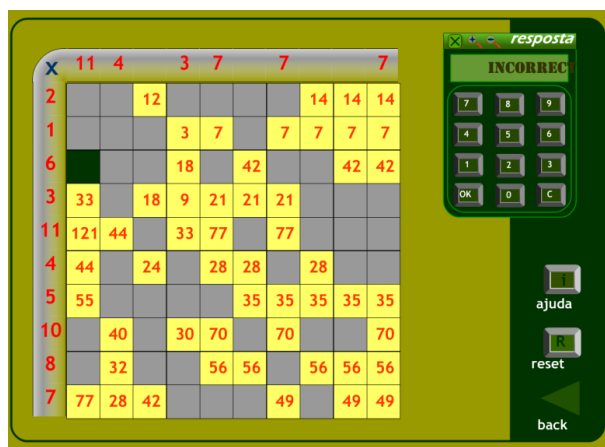 resposta
INCORRECT
x 11 4 3 7 7 7
2 12 14 14 14
1 3 7 7 7 7 7
6 18 42 42 42
3 33 18 9 21 21 21
11 121 44 33 77 77
4 44 24 28 28 28
5 55 35 35 35 35 35
10 40 30 70 70 70
8 32 56 56 56 56 56
7 77 28 42 49 49 49
7 8 9
4 5 6
1 2 3
OK 0 C
i
ajuda
R
reset
back